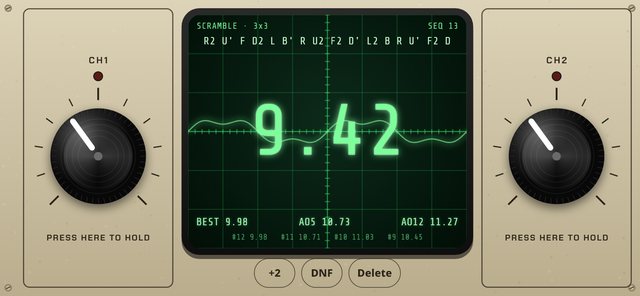 SCRAMBLE · 3x3
SEQ 13
R2 U' F D2 L B' R U2 F2 D' L2 B R U' F2 D
CH1
CH2
9.42
BEST 9.98
AO5 10.73
AO12 11.27
#12 9.98 #11 10.71 #10 11.03 #9 10.45
PRESS HERE TO HOLD
PRESS HERE TO HOLD
+2
DNF
Delete